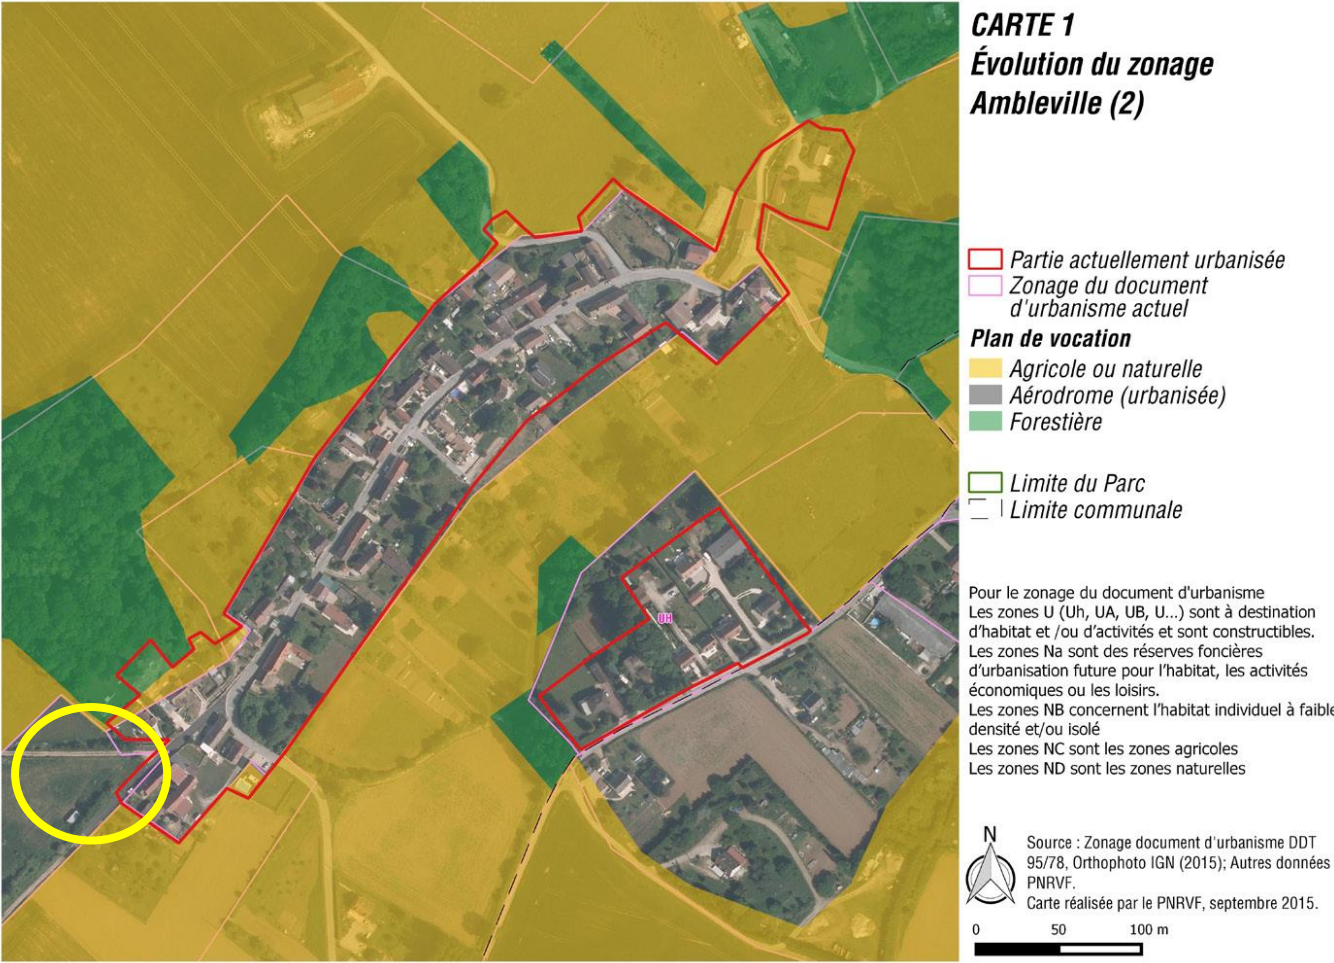 CARTE 1
Évolution du zonage
Ambleville (2)
Partie actuellement urbanisée
Zonage du document
d'urbanisme actuel
Plan de vocation
Agricole ou naturelle
Aérodrome (urbanisée)
Forestière
Limite du Parc
Limite communale
UH
Pour le zonage du document d'urbanisme
Les zones U (Uh, UA, UB, U...) sont à destination
d'habitat et /ou d'activités et sont constructibles.
Les zones Na sont des réserves foncières
d'urbanisation future pour l'habitat, les activités
économiques ou les loisirs.
Les zones NB concernent l'habitat individuel à faible
densité et/ou isolé
Les zones NC sont les zones agricoles
Les zones ND sont les zones naturelles
N
Source : Zonage document d'urbanisme DDT
95/78, Orthophoto IGN (2015); Autres données
PNRVF.
Carte réalisée par le PNRVF, septembre 2015.
0 50 100 m